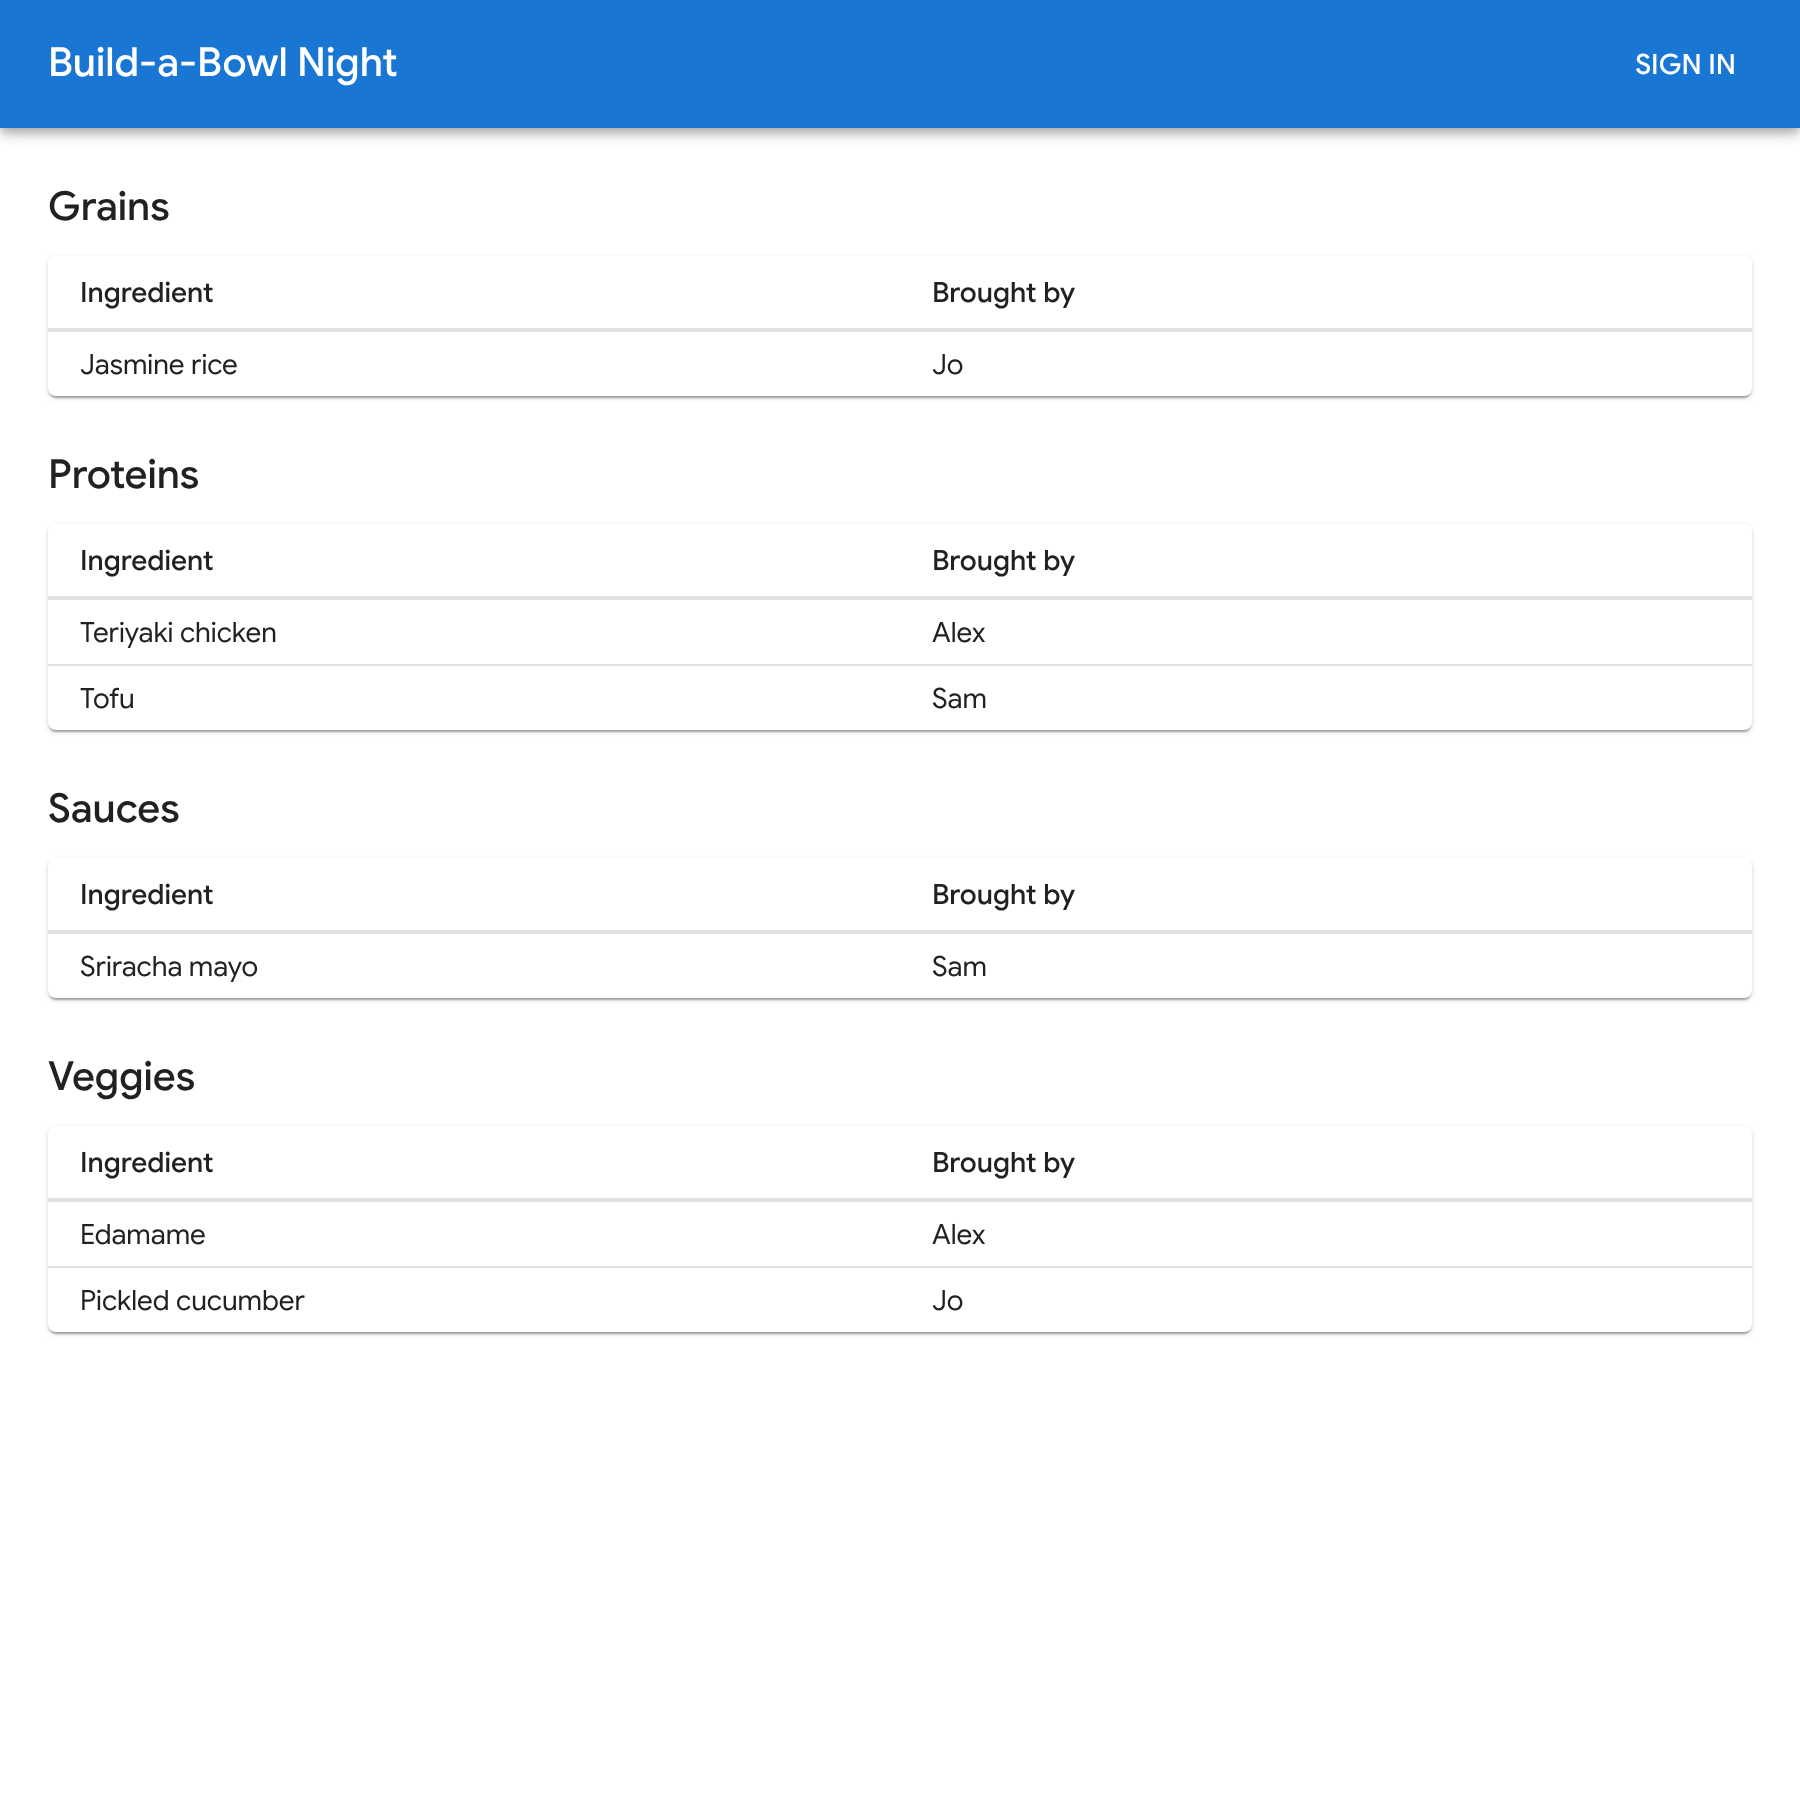 Build-a-Bowl Night SIGN IN
Grains
Ingredient Brought by
Jasmine rice Jo
Proteins
Ingredient Brought by
Teriyaki chicken Alex
Tofu Sam
Sauces
Ingredient Brought by
Sriracha mayo Sam
Veggies
Ingredient Brought by
Edamame Alex
Pickled cucumber Jo